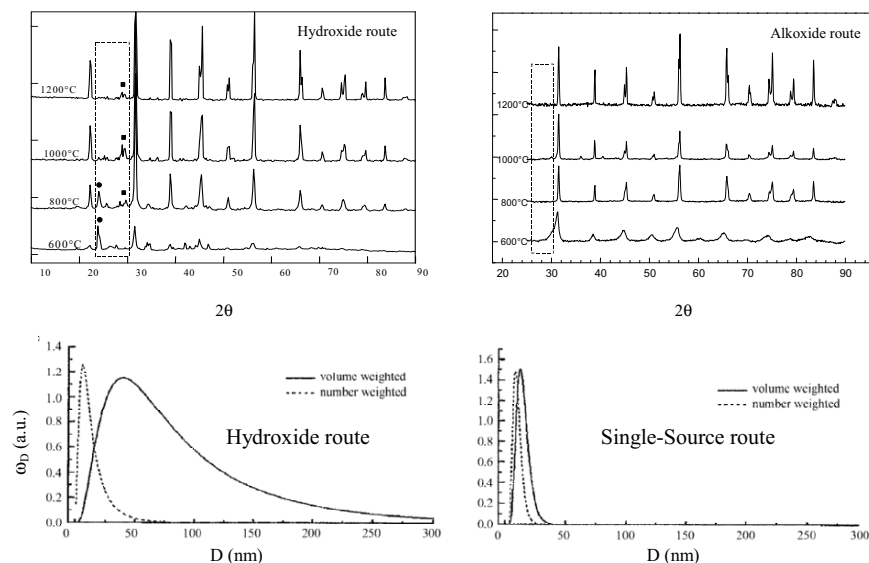 Hydroxide route
1200°C
1000°C
800°C
600°C
10 20 30 40 50 60 70 80 90
2θ
Alkoxide route
1200°C
1000°C
800°C
600°C
20 30 40 50 60 70 80 90
2θ
1.4
1.2
1.0
0.8
0.6
0.4
0.2
0.0
0 50 100 150 200 250 300
ω_D (a.u.)
volume weighted
number weighted
Hydroxide route
D (nm)
1.6
1.4
1.2
1.0
0.8
0.6
0.4
0.2
0.0
0 50 100 150 200 250 300
volume weighted
number weighted
Single-Source route
D (nm)